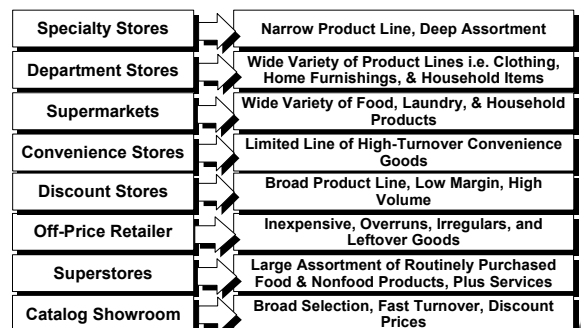 Specialty Stores
Narrow Product Line, Deep Assortment
Department Stores
Wide Variety of Product Lines i.e. Clothing,
Home Furnishings, & Household Items
Supermarkets
Wide Variety of Food, Laundry, & Household
Products
Convenience Stores
Limited Line of High-Turnover Convenience
Goods
Discount Stores
Broad Product Line, Low Margin, High
Volume
Off-Price Retailer
Inexpensive, Overruns, Irregulars, and
Leftover Goods
Superstores
Large Assortment of Routinely Purchased
Food & Nonfood Products, Plus Services
Catalog Showroom
Broad Selection, Fast Turnover, Discount
Prices